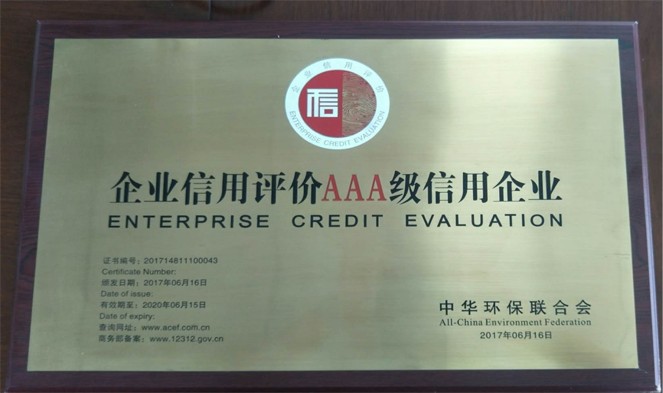 企业信用评价
信
ENTERPRISE CREDIT EVALUATION
企业信用评价AAA级信用企业
ENTERPRISE CREDIT EVALUATION
证书编号：201714811100043
Certificate Number:
颁发日期：2017年06月16日
Date of issue:
有效期至：2020年06月15日
Date of expiry:
查询网址：www.acef.com.cn
商务部备案：www.12312.gov.cn
中华环保联合会
All-China Environment Federation
2017年06月16日